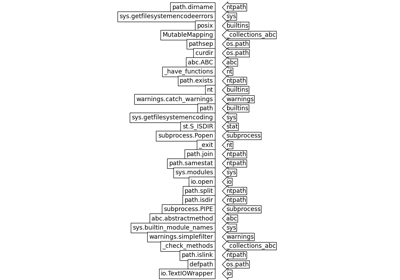 path.dirname ntpath
sys.getfilesystemencodeerrors sys
posix builtins
MutableMapping _collections_abc
pathsep os.path
curdir os.path
abc.ABC abc
_have_functions nt
path.exists ntpath
nt builtins
warnings.catch_warnings warnings
path builtins
sys.getfilesystemencoding sys
st.S_ISDIR stat
subprocess.Popen subprocess
_exit nt
path.join ntpath
path.samestat ntpath
sys.modules sys
io.open io
path.split ntpath
path.isdir ntpath
subprocess.PIPE subprocess
abc.abstractmethod abc
sys.builtin_module_names sys
warnings.simplefilter warnings
_check_methods _collections_abc
path.islink ntpath
defpath os.path
io.TextIOWrapper io